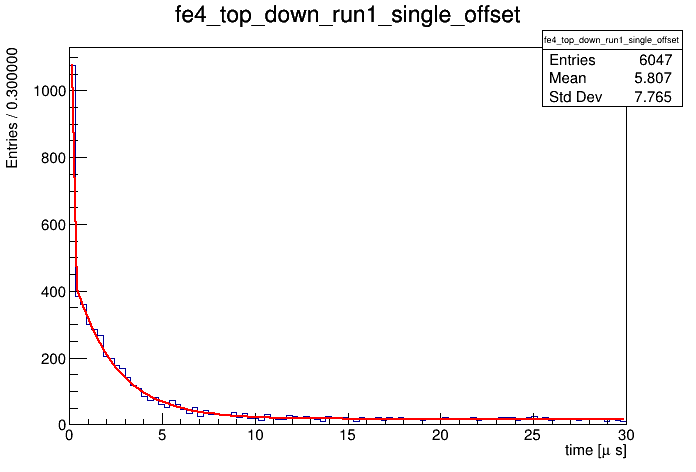 fe4_top_down_run1_single_offset
fe4_top_down_run1_single_offset
Entries 6047
Mean 5.807
Std Dev 7.765
Entries / 0.300000
1000
800
600
400
200
0
0 5 10 15 20 25 30
time [μ s]